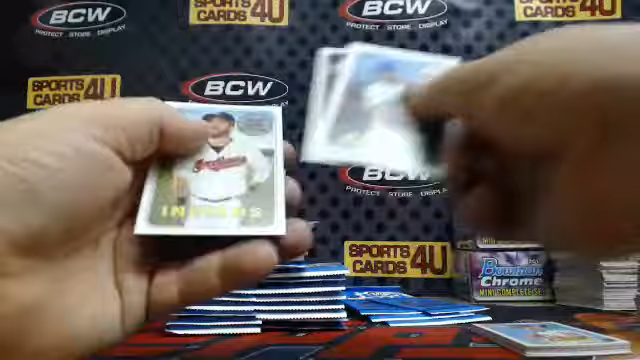 BCW
PROTECT STORE DISPLAY
SPORTS
CARDS 4U
BCW
PROTECT STORE DISPLAY
SPORTS
CARDS 4U
SPORTS
CARDS 4U
BCW
BCW
PROTECT STORE DISPLAY
Indians
INDIANS
SPORTS
CARDS 4U
Bowman
Chrome
MINI COMPLETE SET